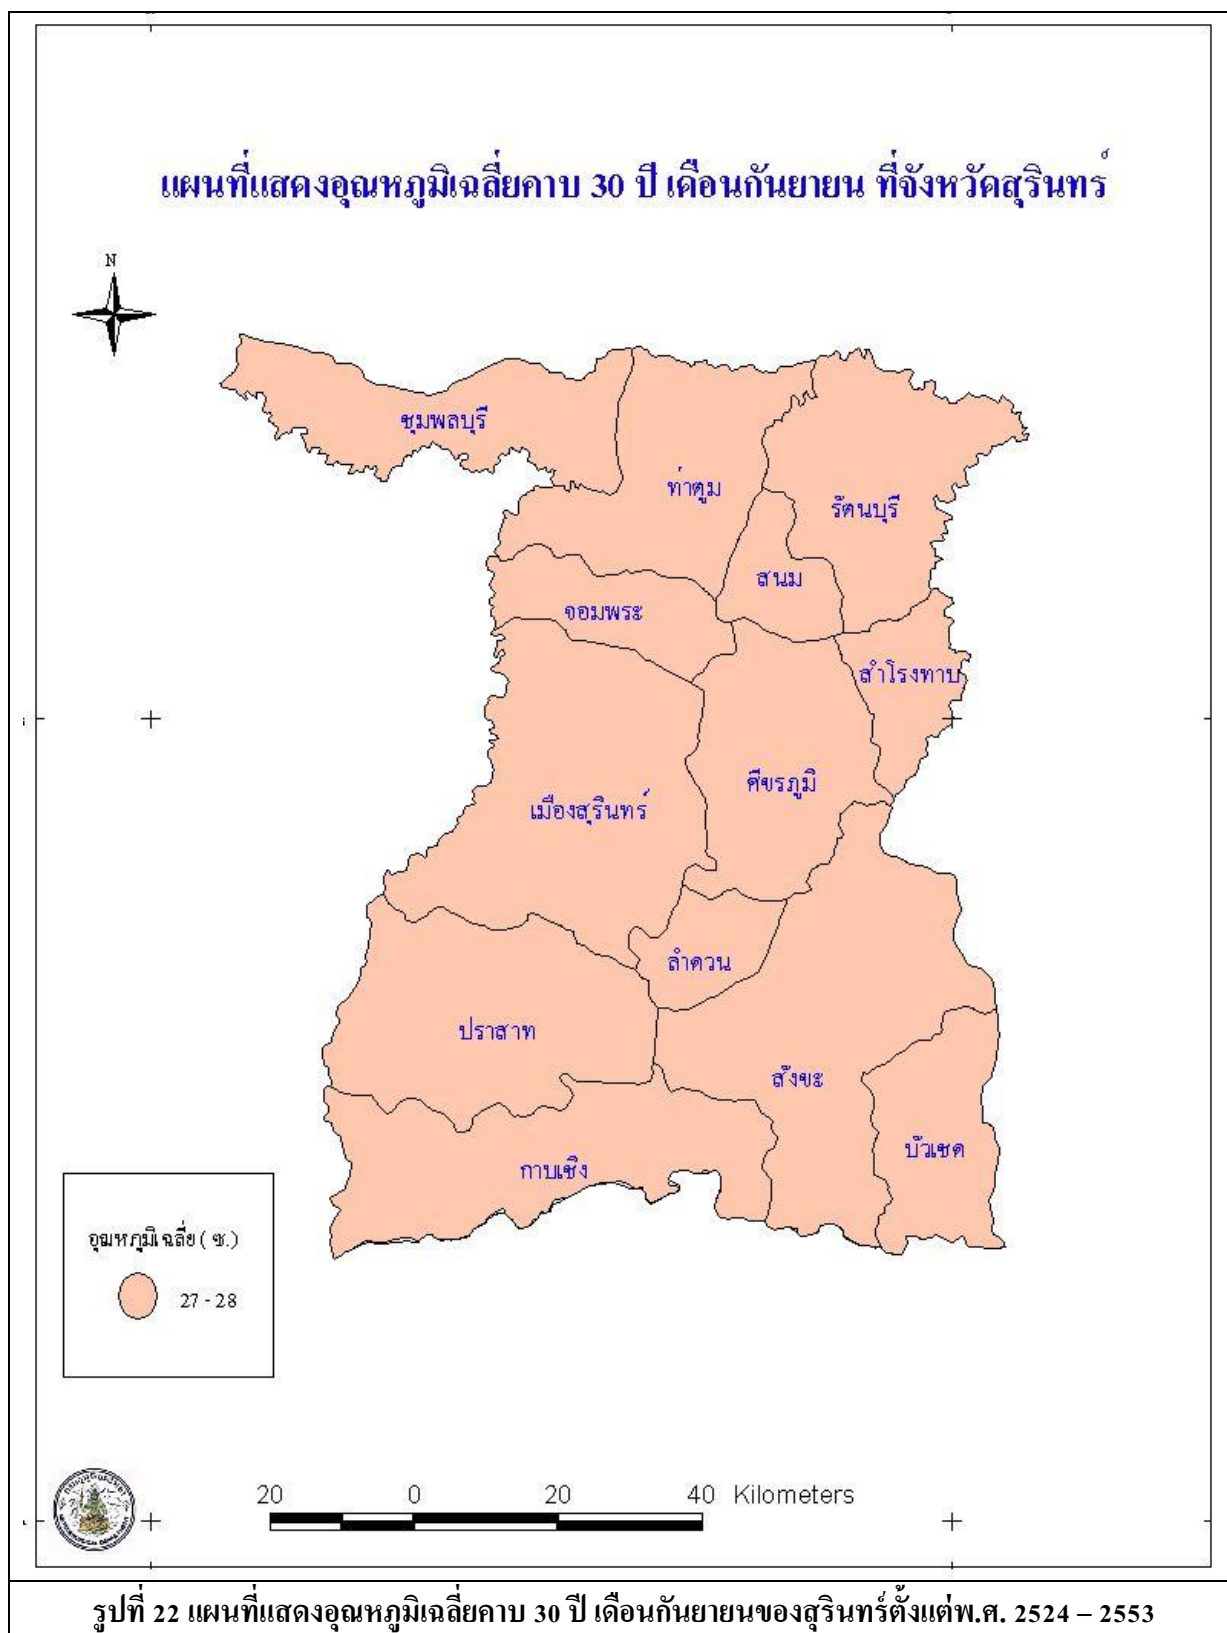 แผนที่แสดงอุณหภูมิเฉลี่ยคาบ 30 ปี เดือนกันยายน ที่จังหวัดสุรินทร์
N
ชุมพลบุรี
ท่าตูม
รัตนบุรี
สนม
จอมพระ
สำโรงทาบ
ศีขรภูมิ
เมืองสุรินทร์
ลำดวน
ปราสาท
สังขะ
บัวเชด
กาบเชิง
อุณหภูมิเฉลี่ย ( ซ.)
27 - 28
20 0 20 40 Kilometers
รูปที่ 22 แผนที่แสดงอุณหภูมิเฉลี่ยคาบ 30 ปี เดือนกันยายนของสุรินทร์ตั้งแต่พ.ศ. 2524 – 2553